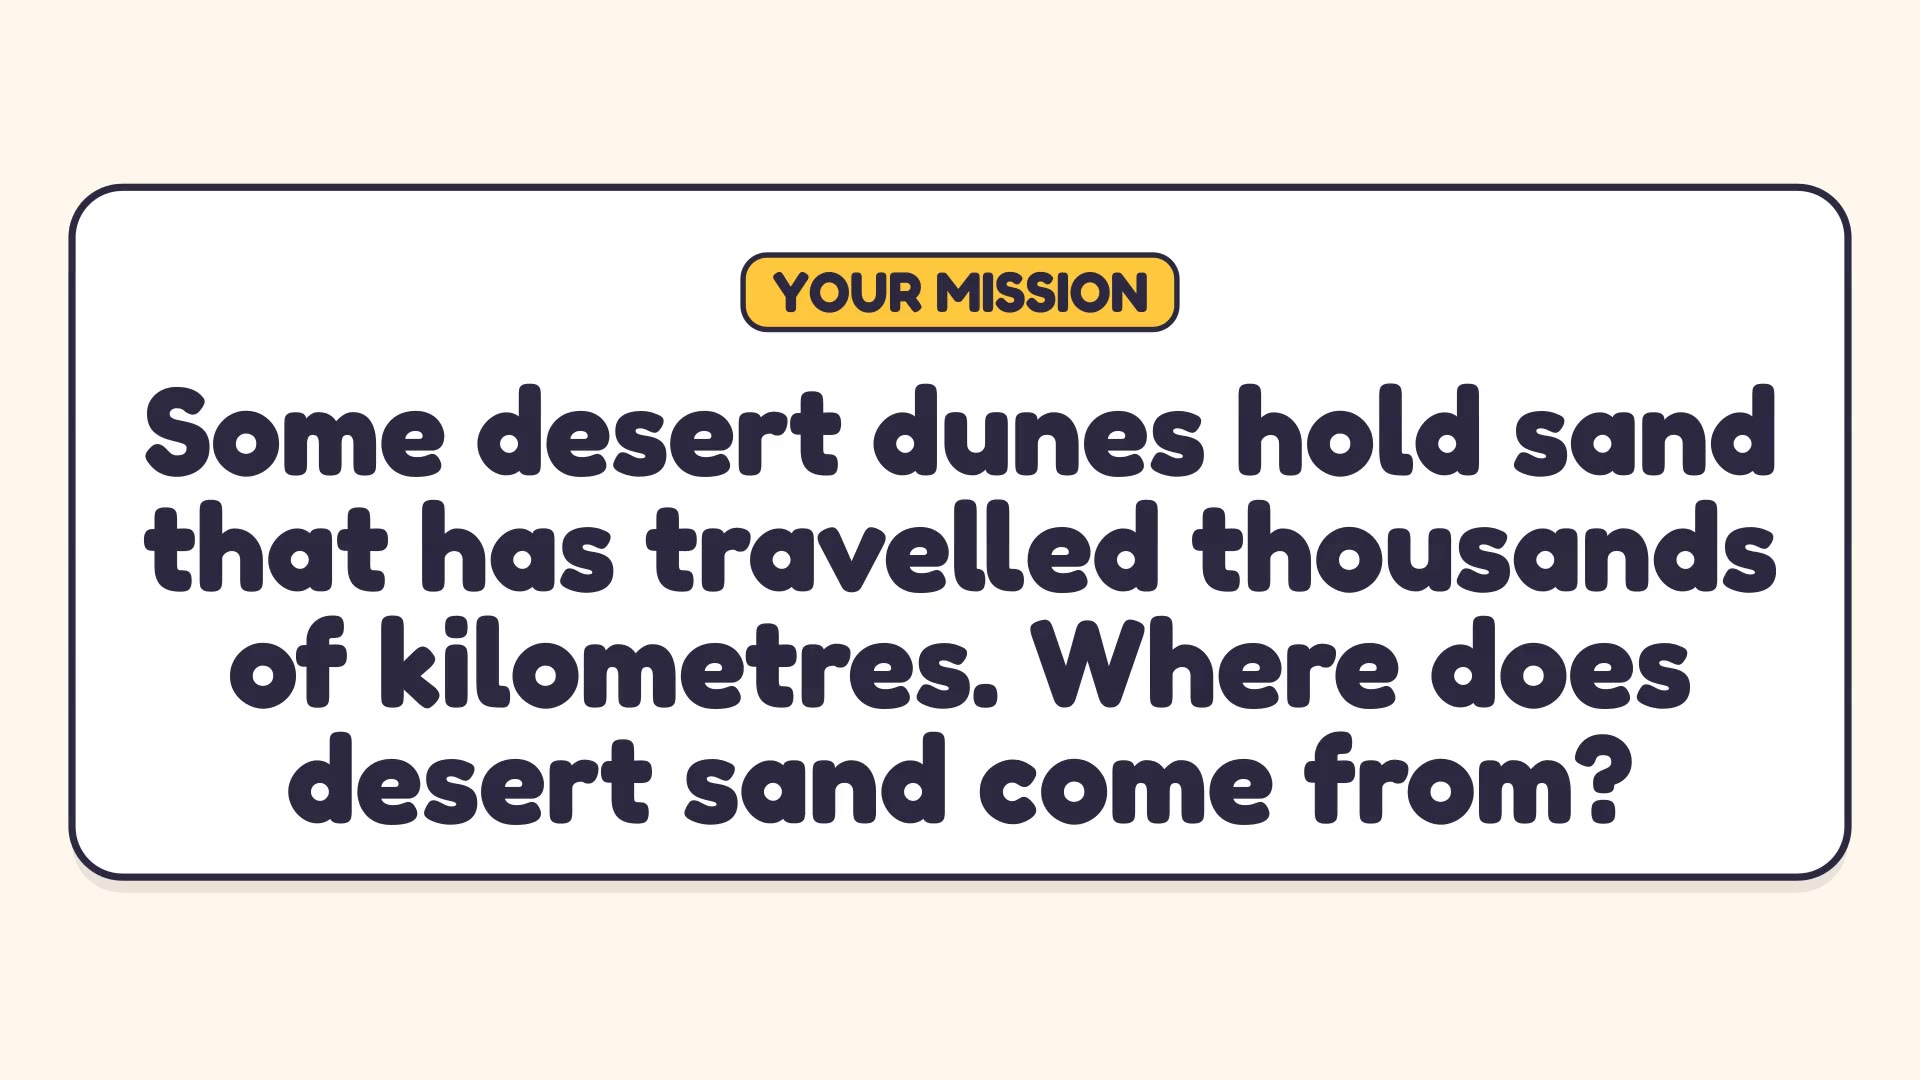 YOUR MISSION
Some desert dunes hold sand
that has travelled thousands
of kilometres. Where does
desert sand come from?